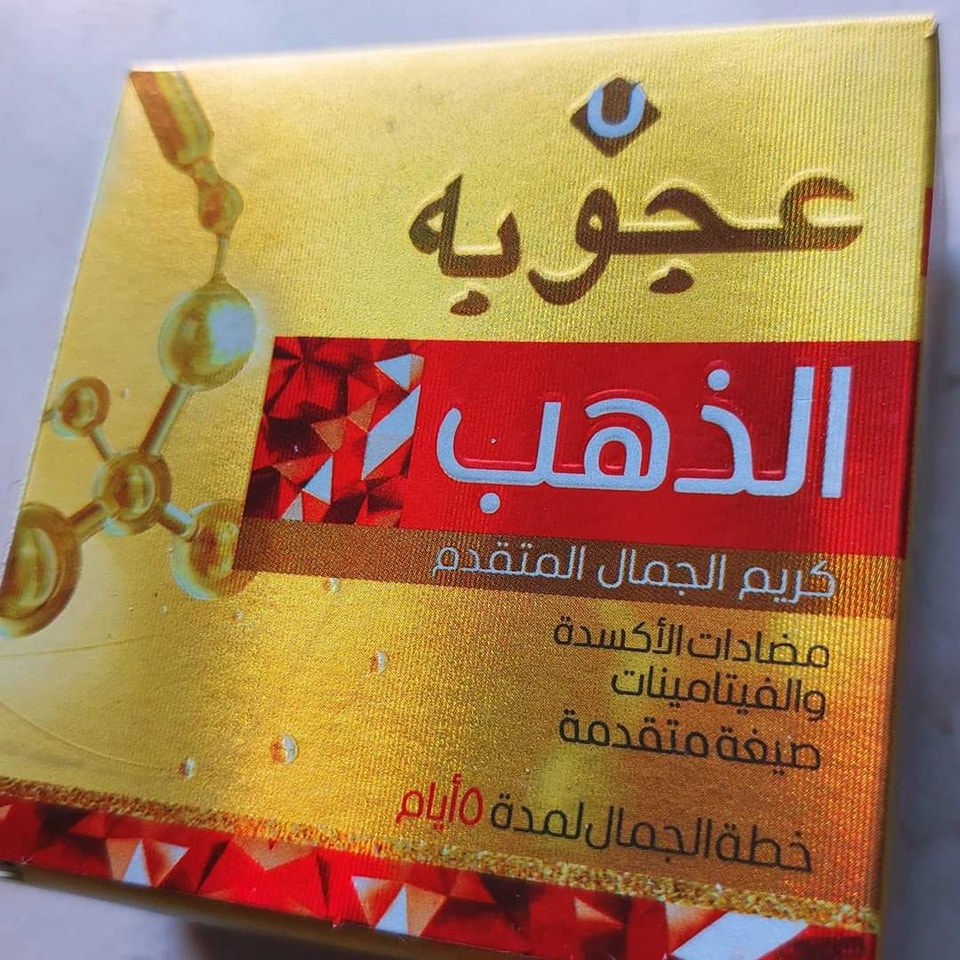 عجوبه
الذهب
كريم الجمال المتقدم
مضادات الأكسدة
والفيتامينات
صيغة متقدمة
خطة الجمال لمدة ٥ أيام